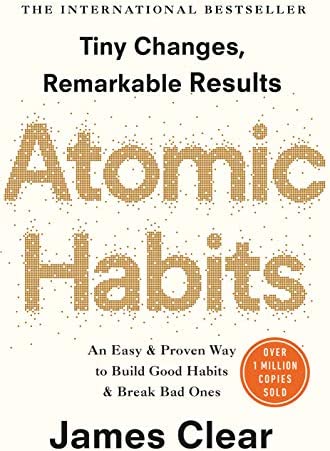 THE INTERNATIONAL BESTSELLER
Tiny Changes,
Remarkable Results
Atomic
Habits
An Easy & Proven Way
to Build Good Habits
& Break Bad Ones
OVER
1 MILLION
COPIES
SOLD
James Clear